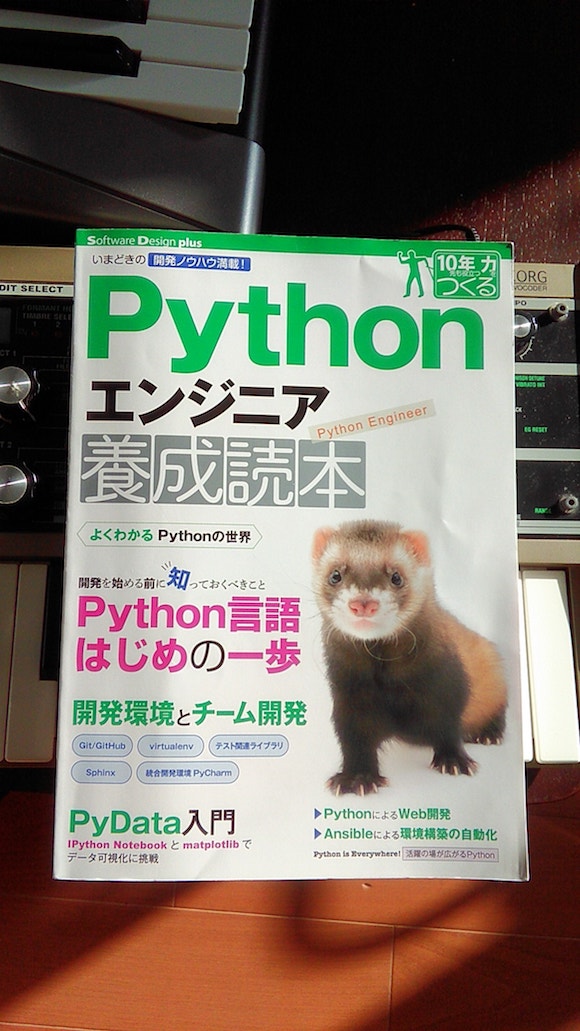 Software Design plus
いまどきの 開発ノウハウ満載!
10年 力
先も役立つ を
つくる
Python
エンジニア
Python Engineer
養成読本
よくわかる Pythonの世界
開発を始める前に知っておくべきこと
Python言語
はじめの一歩
開発環境とチーム開発
Git/GitHub virtualenv テスト関連ライブラリ
Sphinx 統合開発環境 PyCharm
PyData入門
IPython Notebook と matplotlib で
データ可視化に挑戦
▶PythonによるWeb開発
▶Ansibleによる環境構築の自動化
Python is Everywhere! 活躍の場が広がるPython
DIT SELECT
TIMBRE SELECT
1 2
ORG
VOCODER
PO
VIBRATO INT
EG RESET
RANGE